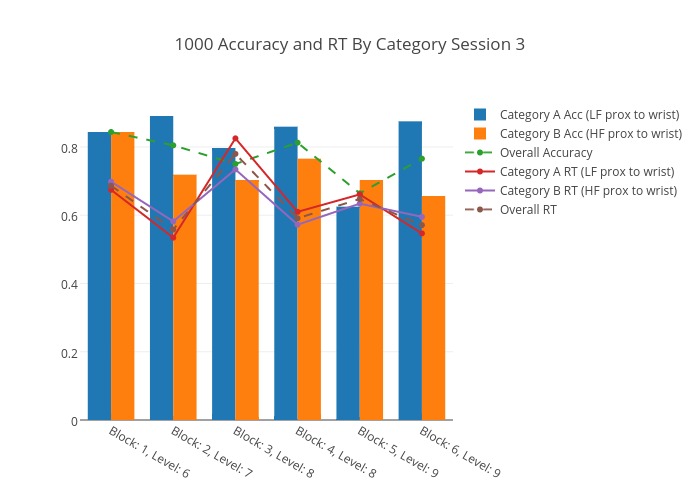 1000 Accuracy and RT By Category Session 3
Category A Acc (LF prox to wrist)
Category B Acc (HF prox to wrist)
Overall Accuracy
Category A RT (LF prox to wrist)
Category B RT (HF prox to wrist)
Overall RT
0.8
0.6
0.4
0.2
0
Block: 1, Level: 6
Block: 2, Level: 7
Block: 3, Level: 8
Block: 4, Level: 8
Block: 5, Level: 9
Block: 6, Level: 9